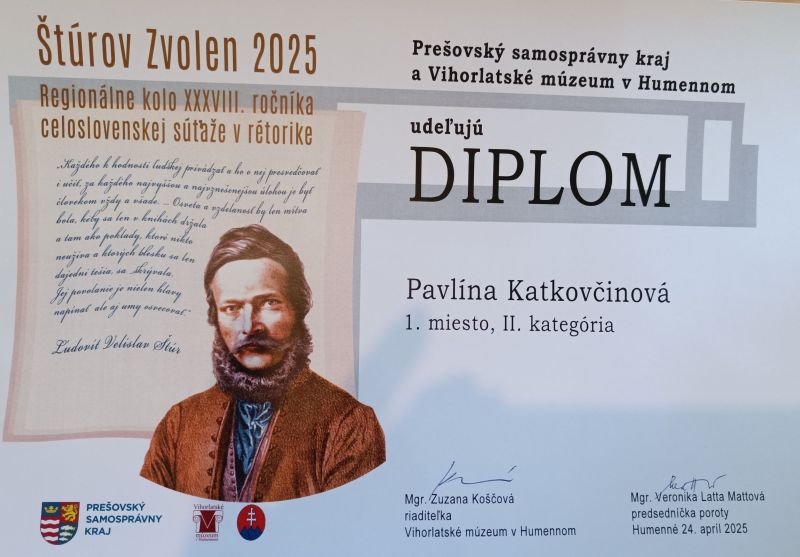 Štúrov Zvolen 2025
Regionálne kolo XXXVIII. ročníka
celoslovenskej súťaže v rétorike
„Každého k hodnosti ľudskej privádzať a ho o nej presvedčovať
i učiť, za každého najvyššou a najvznešenejšou úlohou je byť
človekom vždy a všade. ... Osveta a vzdelanosť by len mŕtva
bola, keby sa len v knihách držala
a tam ako poklady, ktoré nikto
neužíva a ktorých blesku sa len
dajední tešia, sa skrývala.
Jej povolanie je nielen hlavy
napínať ale aj umy osvecovať.“
Ľudovít Velislav Štúr
Prešovský samosprávny kraj
a Vihorlatské múzeum v Humennom
udeľujú
DIPLOM
Pavlína Katkovčinová
1. miesto, II. kategória
Mgr. Zuzana Koščová
riaditeľka
Vihorlatské múzeum v Humennom
Mgr. Veronika Latta Mattová
predsedníčka poroty
Humenné 24. apríl 2025
PREŠOVSKÝ
SAMOSPRÁVNY
KRAJ
Vihorlatské
múzeum
v Humennom